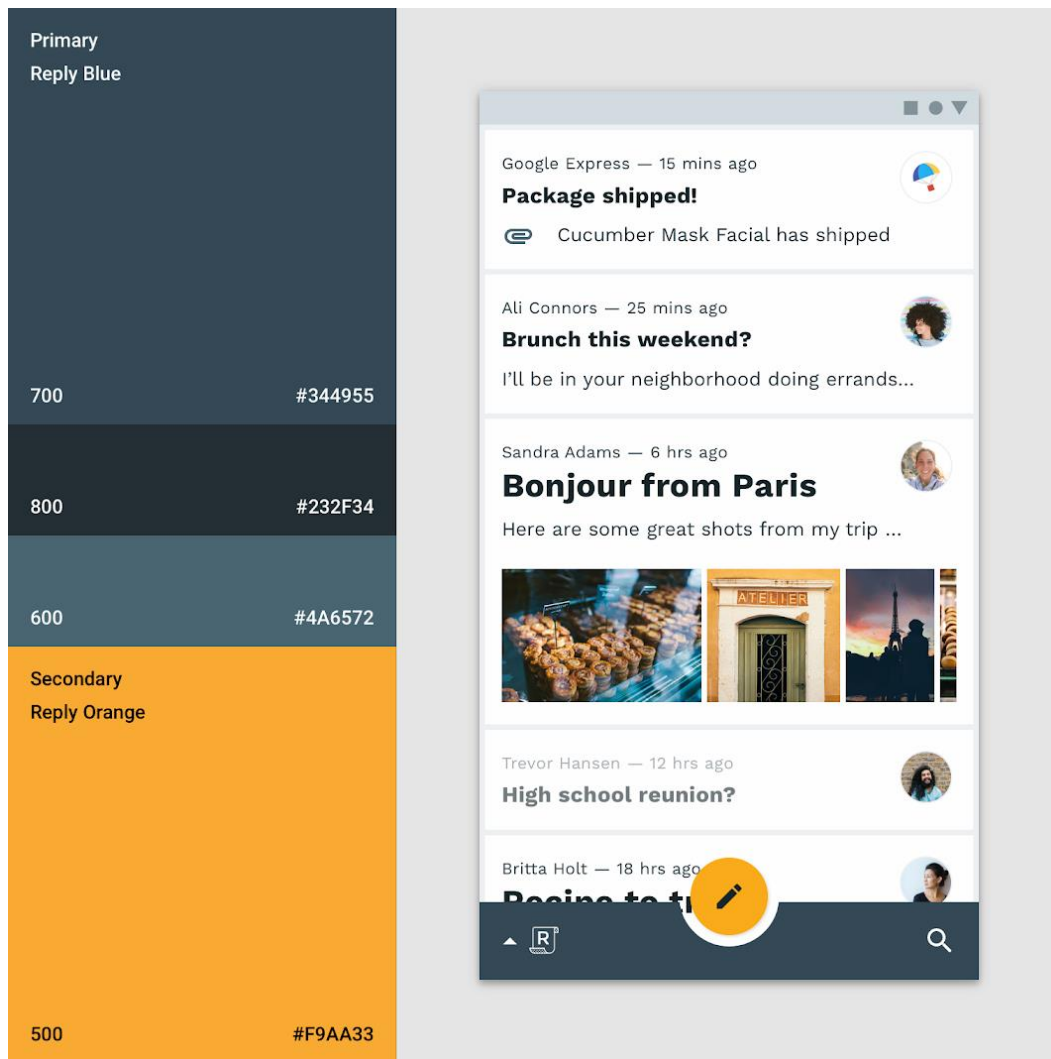 Primary
Reply Blue
700 #344955
800 #232F34
600 #4A6572
Secondary
Reply Orange
500 #F9AA33
Google Express — 15 mins ago
Package shipped!
Cucumber Mask Facial has shipped
Ali Connors — 25 mins ago
Brunch this weekend?
I’ll be in your neighborhood doing errands...
Sandra Adams — 6 hrs ago
Bonjour from Paris
Here are some great shots from my trip ...
ATELIER
Trevor Hansen — 12 hrs ago
High school reunion?
Britta Holt — 18 hrs ago
Recipe to tr
R